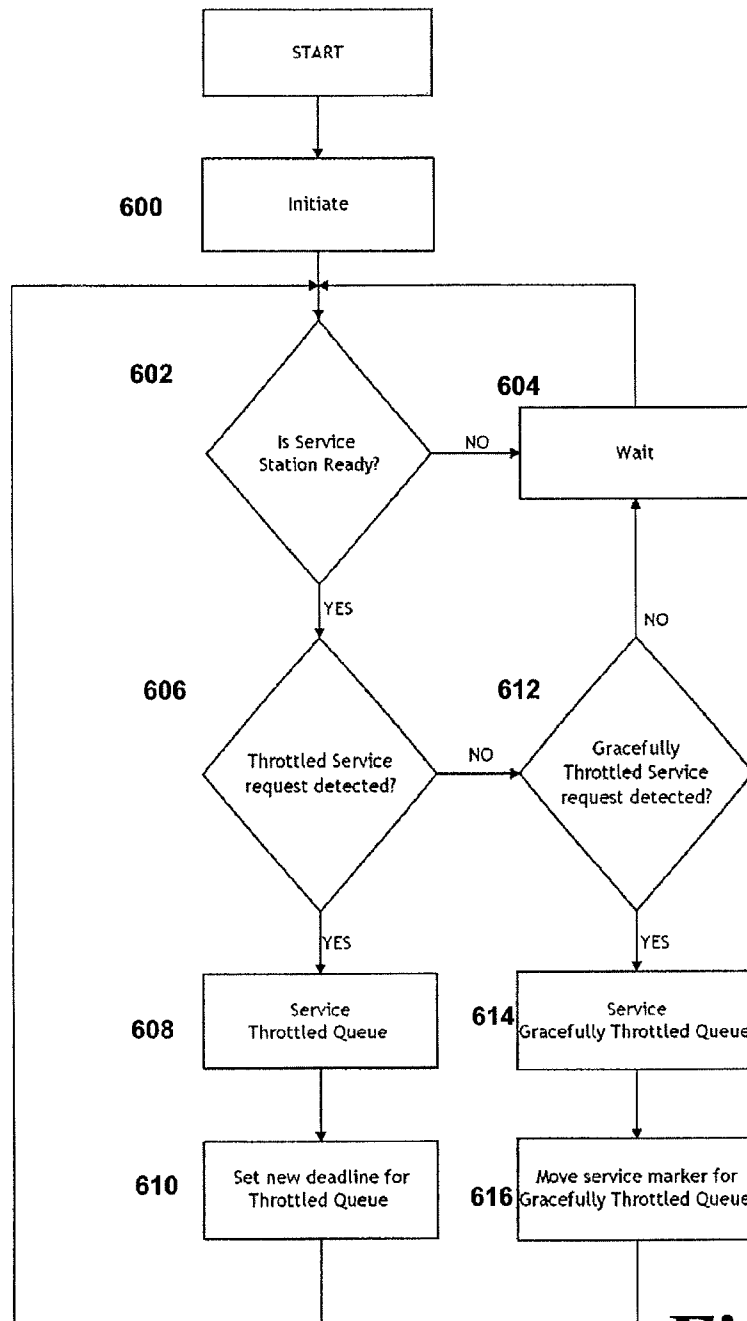 START
600
Initiate
602
604
Is Service
Station Ready?
NO
Wait
YES
NO
606
612
Throttled Service
request detected?
NO
Gracefully
Throttled Service
request detected?
YES
YES
608
Service
Throttled Queue
614
Service
Gracefully Throttled Queue
610
Set new deadline for
Throttled Queue
616
Move service marker for
Gracefully Throttled Queue